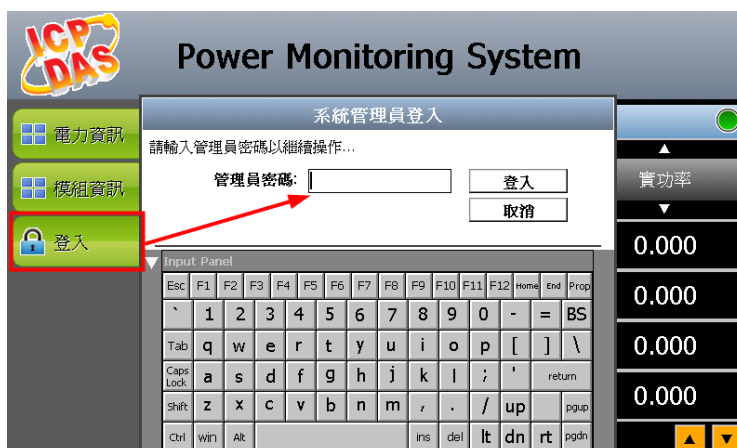 ICP DAS
Power Monitoring System
系統管理員登入
電力資訊
請輸入管理員密碼以繼續操作...
管理員密碼:
登入
取消
模組資訊
登入
實功率
0.000
0.000
0.000
0.000
Input Panel
Esc F1 F2 F3 F4 F5 F6 F7 F8 F9 F10 F11 F12 Home End Prop
` 1 2 3 4 5 6 7 8 9 0 - = BS
Tab q w e r t y u i o p [ ] \
Caps Lock a s d f g h j k l ; ' return
Shift z x c v b n m , . / up pgup
Ctrl win Alt ins del lt dn rt pgdn